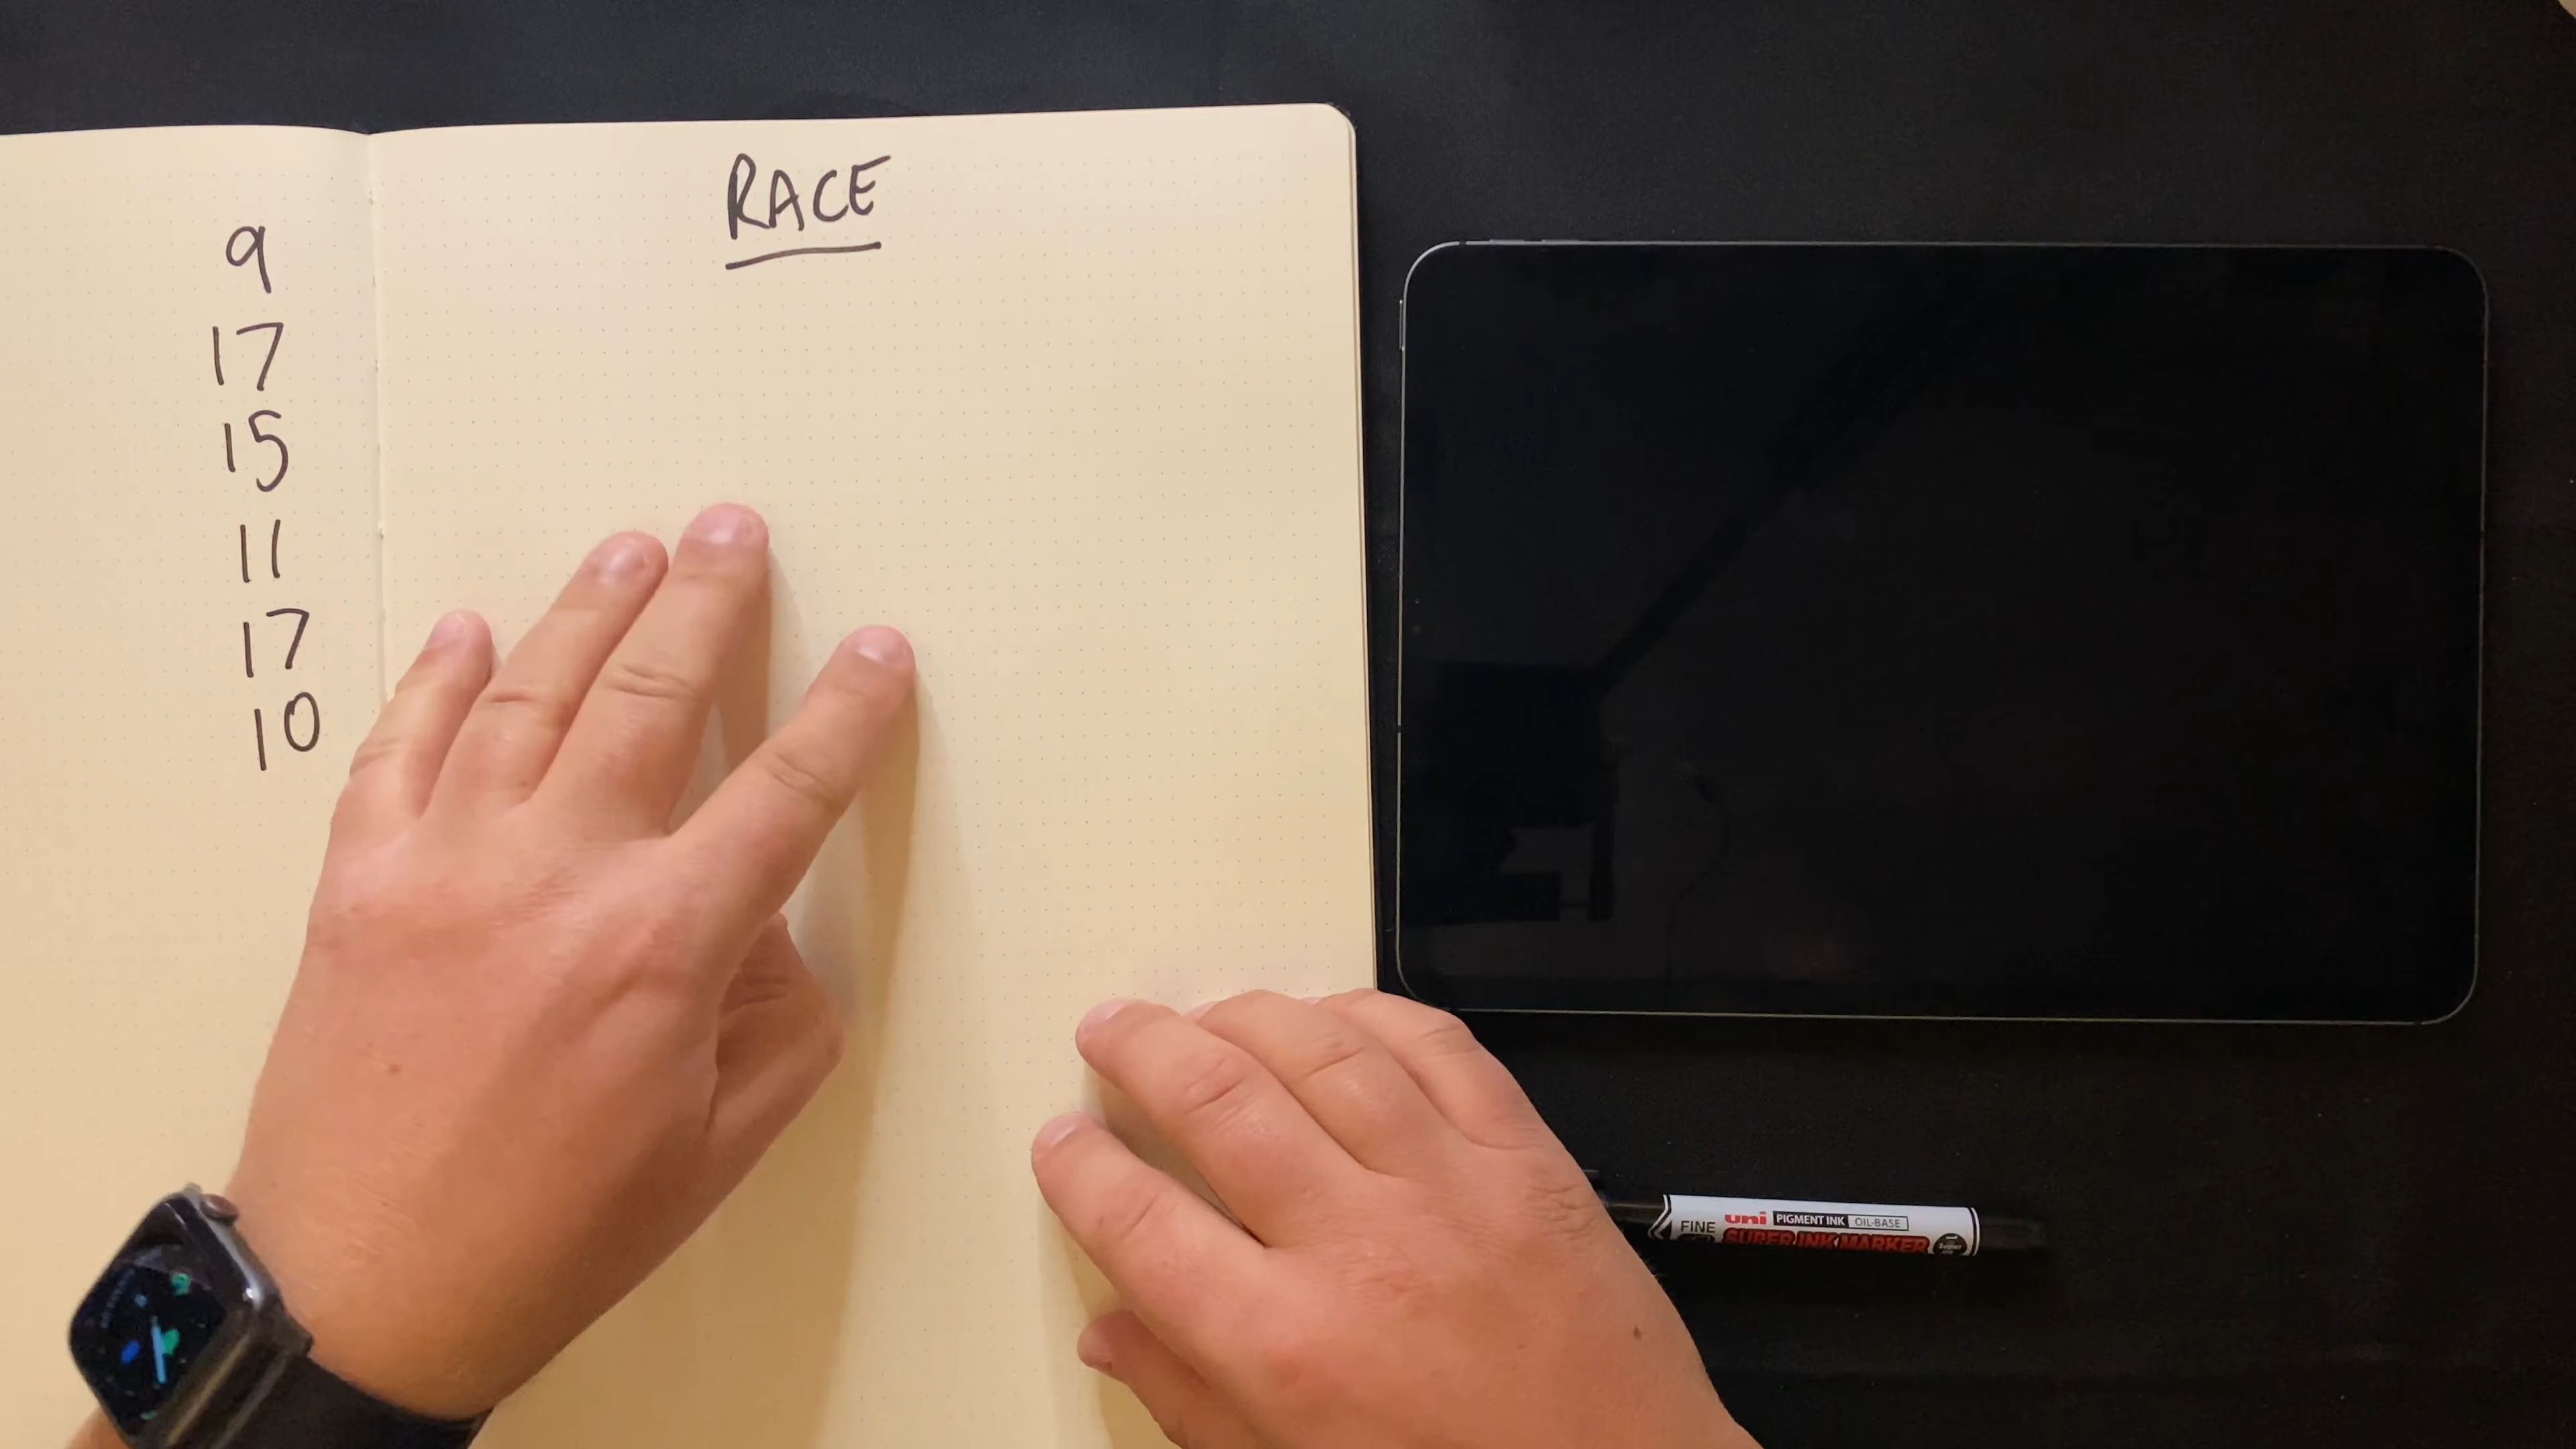 9
17
15
11
17
10
RACE
FINE
uni PIGMENT INK OIL-BASE
SUPER INK MARKER